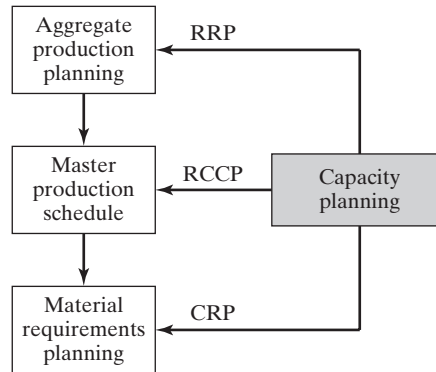 Aggregate
production
planning
RRP
Master
production
schedule
RCCP
Capacity
planning
Material
requirements
planning
CRP